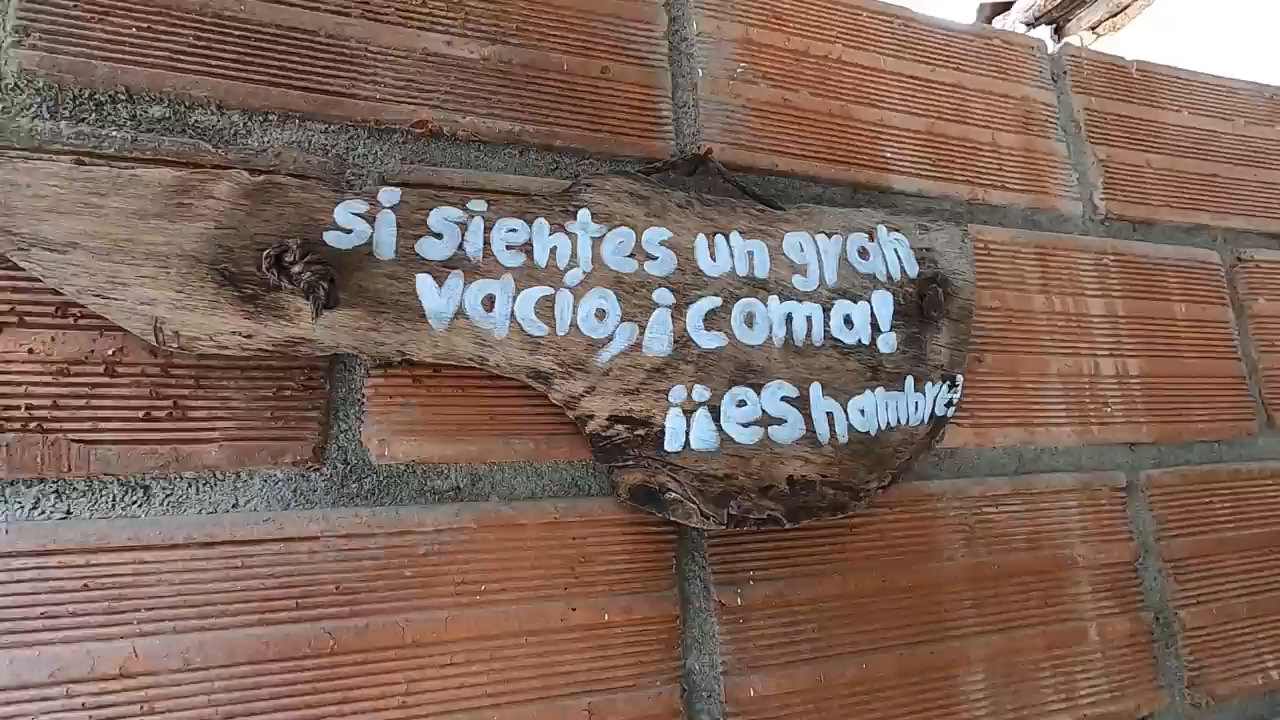 si sientes un gran
vacío, ¡coma!
¡¡es hambre!